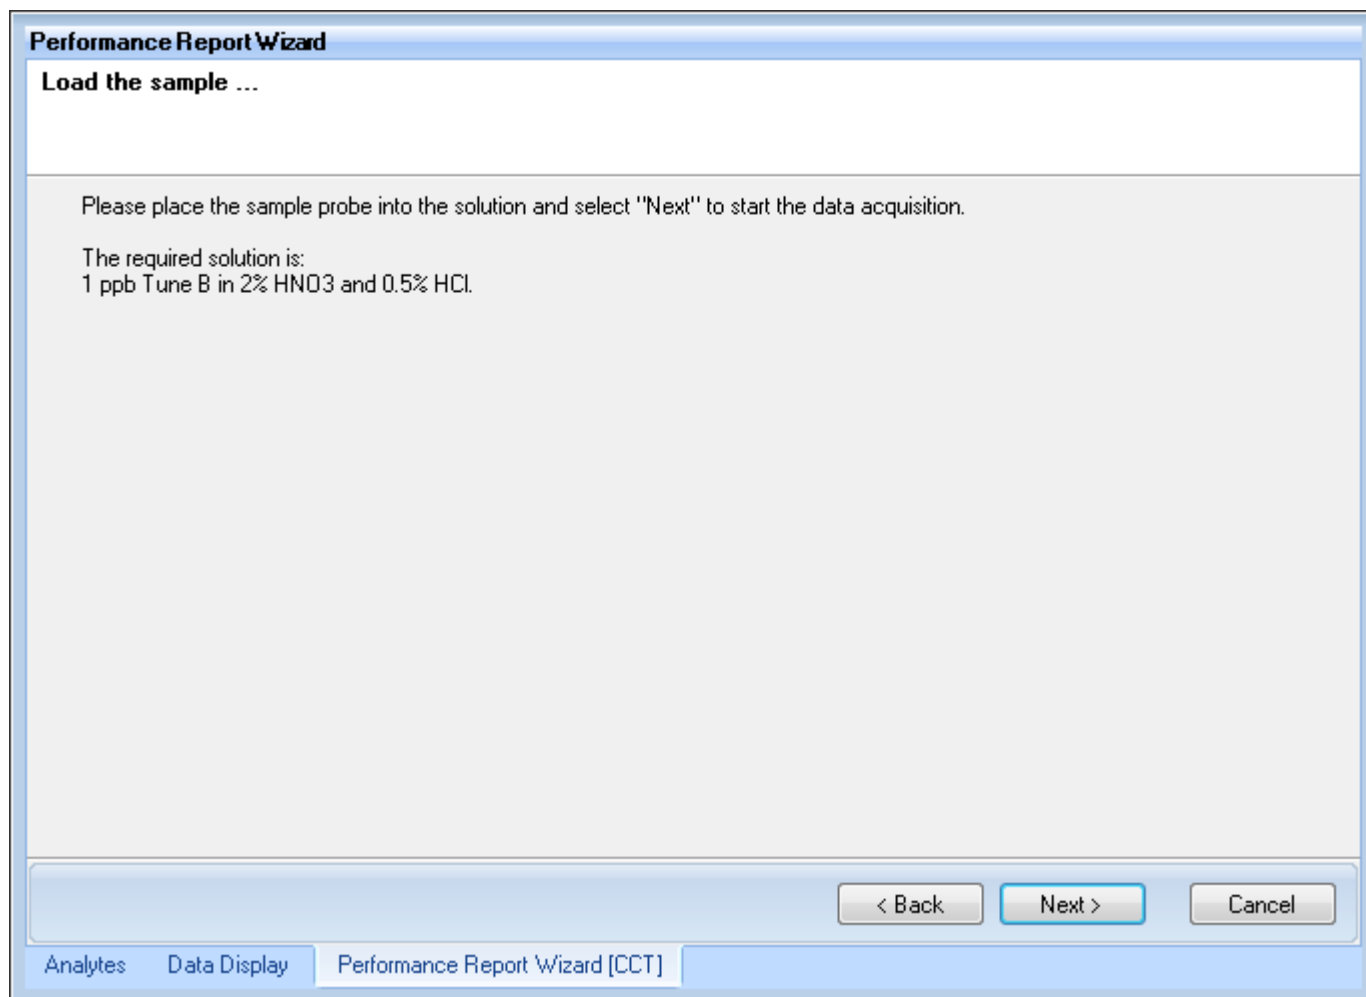 Performance Report Wizard
Load the sample ...
Please place the sample probe into the solution and select "Next" to start the data acquisition.
The required solution is:
1 ppb Tune B in 2% HNO3 and 0.5% HCl.
< Back
Next >
Cancel
Analytes
Data Display
Performance Report Wizard [CCT]